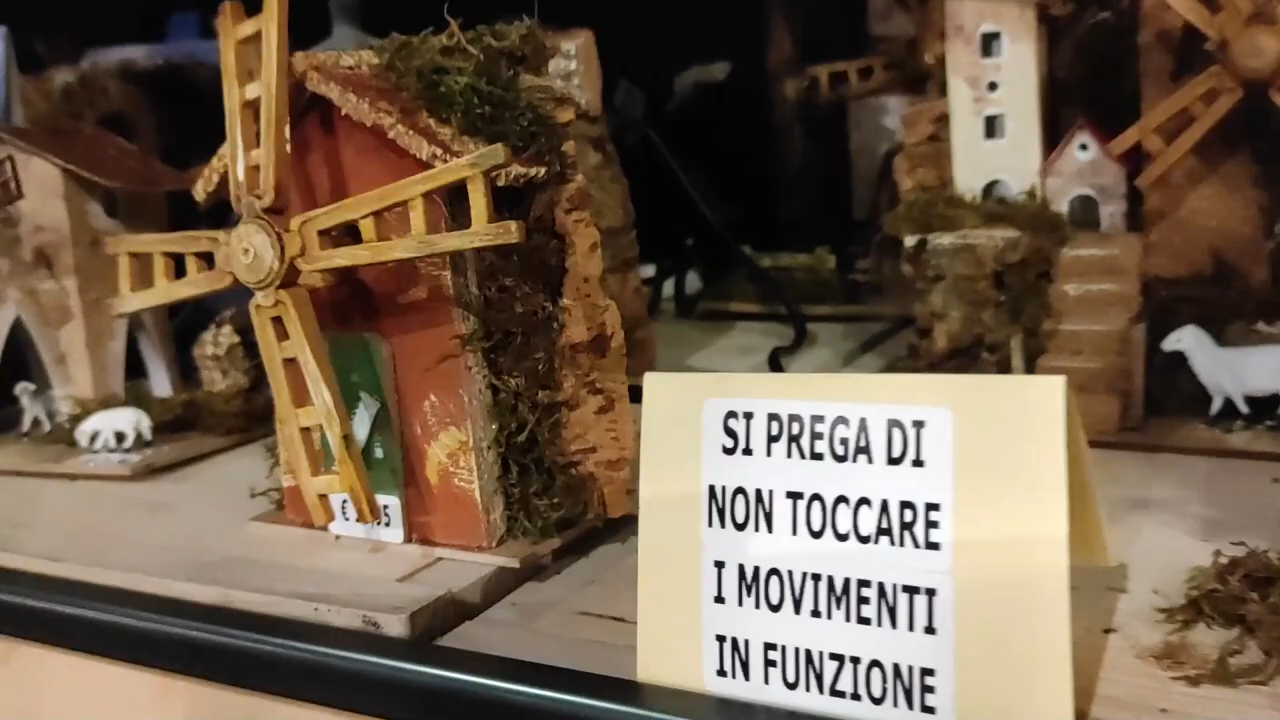 SI PREGA DI
NON TOCCARE
I MOVIMENTI
IN FUNZIONE